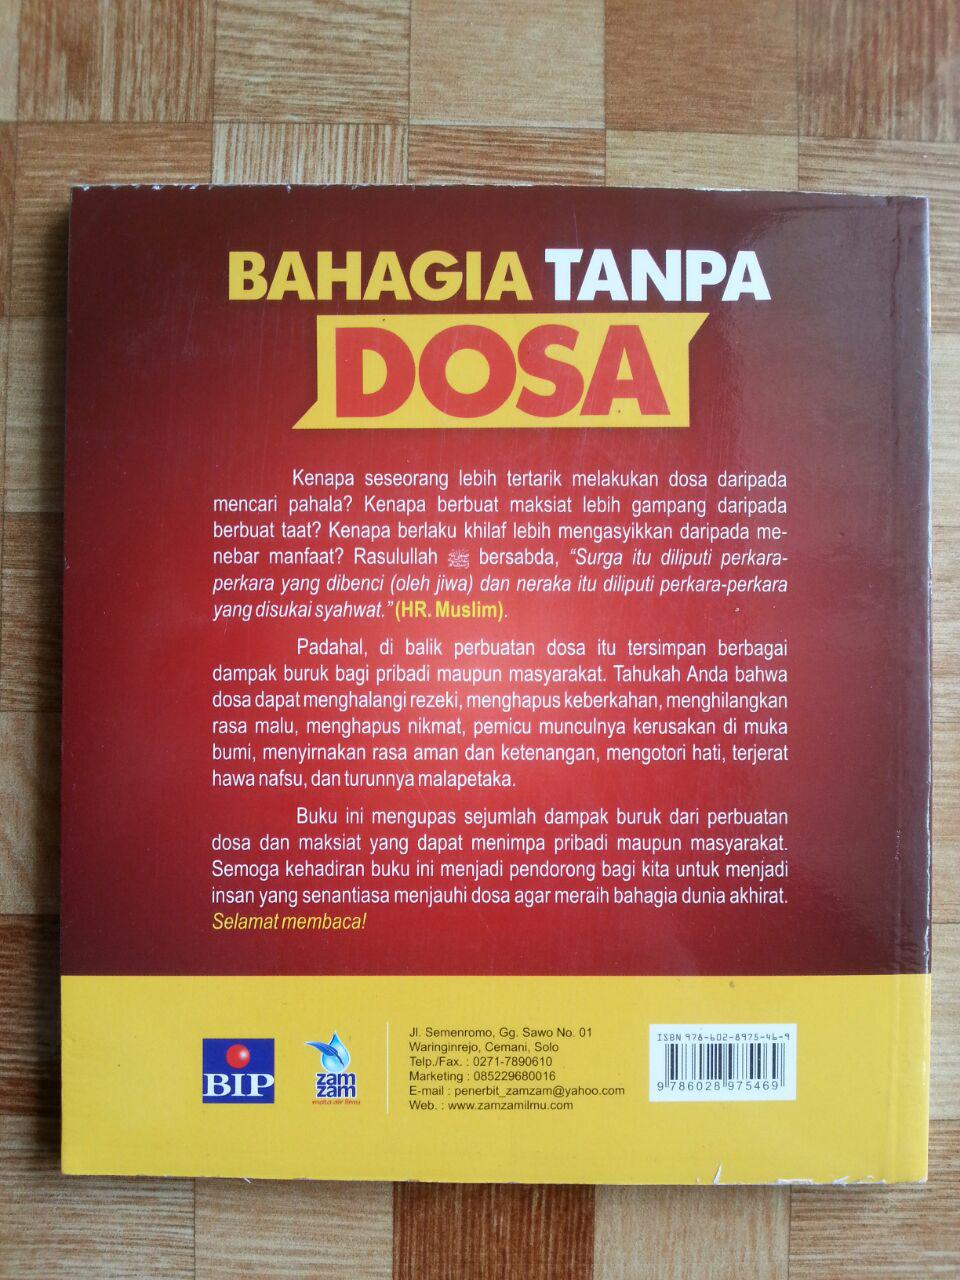 BAHAGIA TANPA
DOSA
Kenapa seseorang lebih tertarik melakukan dosa daripada
mencari pahala? Kenapa berbuat maksiat lebih gampang daripada
berbuat taat? Kenapa berlaku khilaf lebih mengasyikkan daripada me-
nebar manfaat? Rasulullah ﷺ bersabda, “Surga itu diliputi perkara-
perkara yang dibenci (oleh jiwa) dan neraka itu diliputi perkara-perkara
yang disukai syahwat.” (HR. Muslim).
Padahal, di balik perbuatan dosa itu tersimpan berbagai
dampak buruk bagi pribadi maupun masyarakat. Tahukah Anda bahwa
dosa dapat menghalangi rezeki, menghapus keberkahan, menghilangkan
rasa malu, menghapus nikmat, pemicu munculnya kerusakan di muka
bumi, menyirnakan rasa aman dan ketenangan, mengotori hati, terjerat
hawa nafsu, dan turunnya malapetaka.
Buku ini mengupas sejumlah dampak buruk dari perbuatan
dosa dan maksiat yang dapat menimpa pribadi maupun masyarakat.
Semoga kehadiran buku ini menjadi pendorong bagi kita untuk menjadi
insan yang senantiasa menjauhi dosa agar meraih bahagia dunia akhirat.
Selamat membaca!
BIP
zam
zam
mata air ilmu
Jl. Semenromo, Gg. Sawo No. 01
Waringinrejo, Cemani, Solo
Telp./Fax. : 0271-7890610
Marketing : 085229680016
E-mail : penerbit_zamzam@yahoo.com
Web. : www.zamzamilmu.com
ISBN 978-602-8975-46-9
9 786028 975469